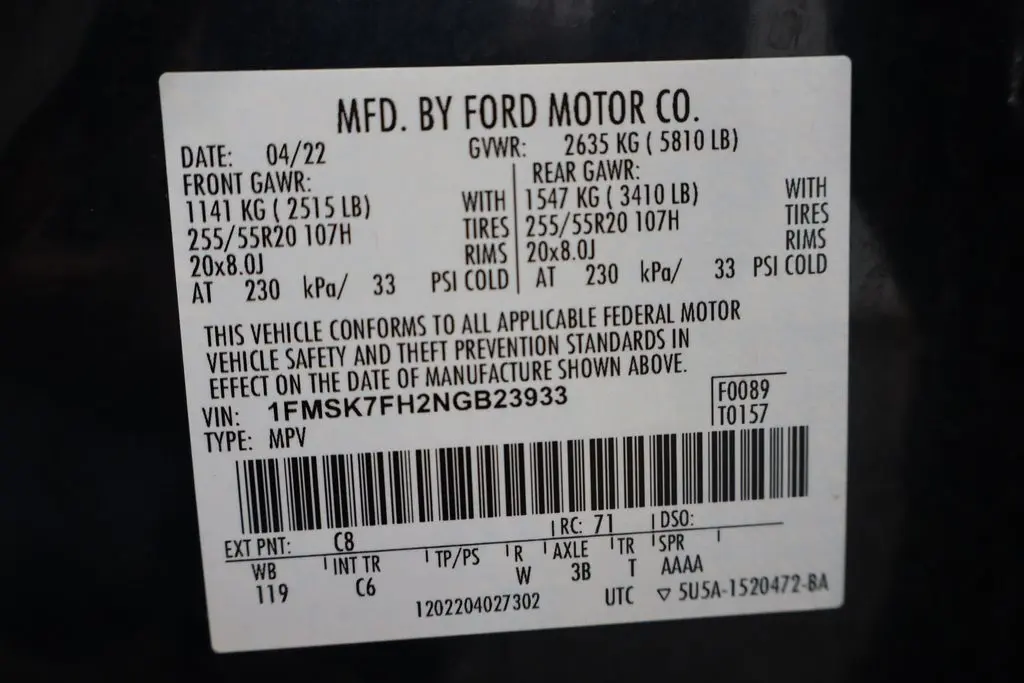 MFD. BY FORD MOTOR CO.
DATE: 04/22 GVWR: 2635 KG ( 5810 LB)
FRONT GAWR: REAR GAWR:
1141 KG ( 2515 LB) WITH 1547 KG ( 3410 LB) WITH
255/55R20 107H TIRES 255/55R20 107H TIRES
20x8.0J RIMS 20x8.0J RIMS
AT 230 kPa/ 33 PSI COLD AT 230 kPa/ 33 PSI COLD
THIS VEHICLE CONFORMS TO ALL APPLICABLE FEDERAL MOTOR
VEHICLE SAFETY AND THEFT PREVENTION STANDARDS IN
EFFECT ON THE DATE OF MANUFACTURE SHOWN ABOVE.
VIN: 1FMSK7FH2NGB23933 F0089
TYPE: MPV T0157
EXT PNT: C8 RC: 71 DSO:
WB INT TR TP/PS R AXLE TR SPR
119 C6 W 3B T AAAA
1202204027302 UTC ▽ 5U5A-1520472-BA